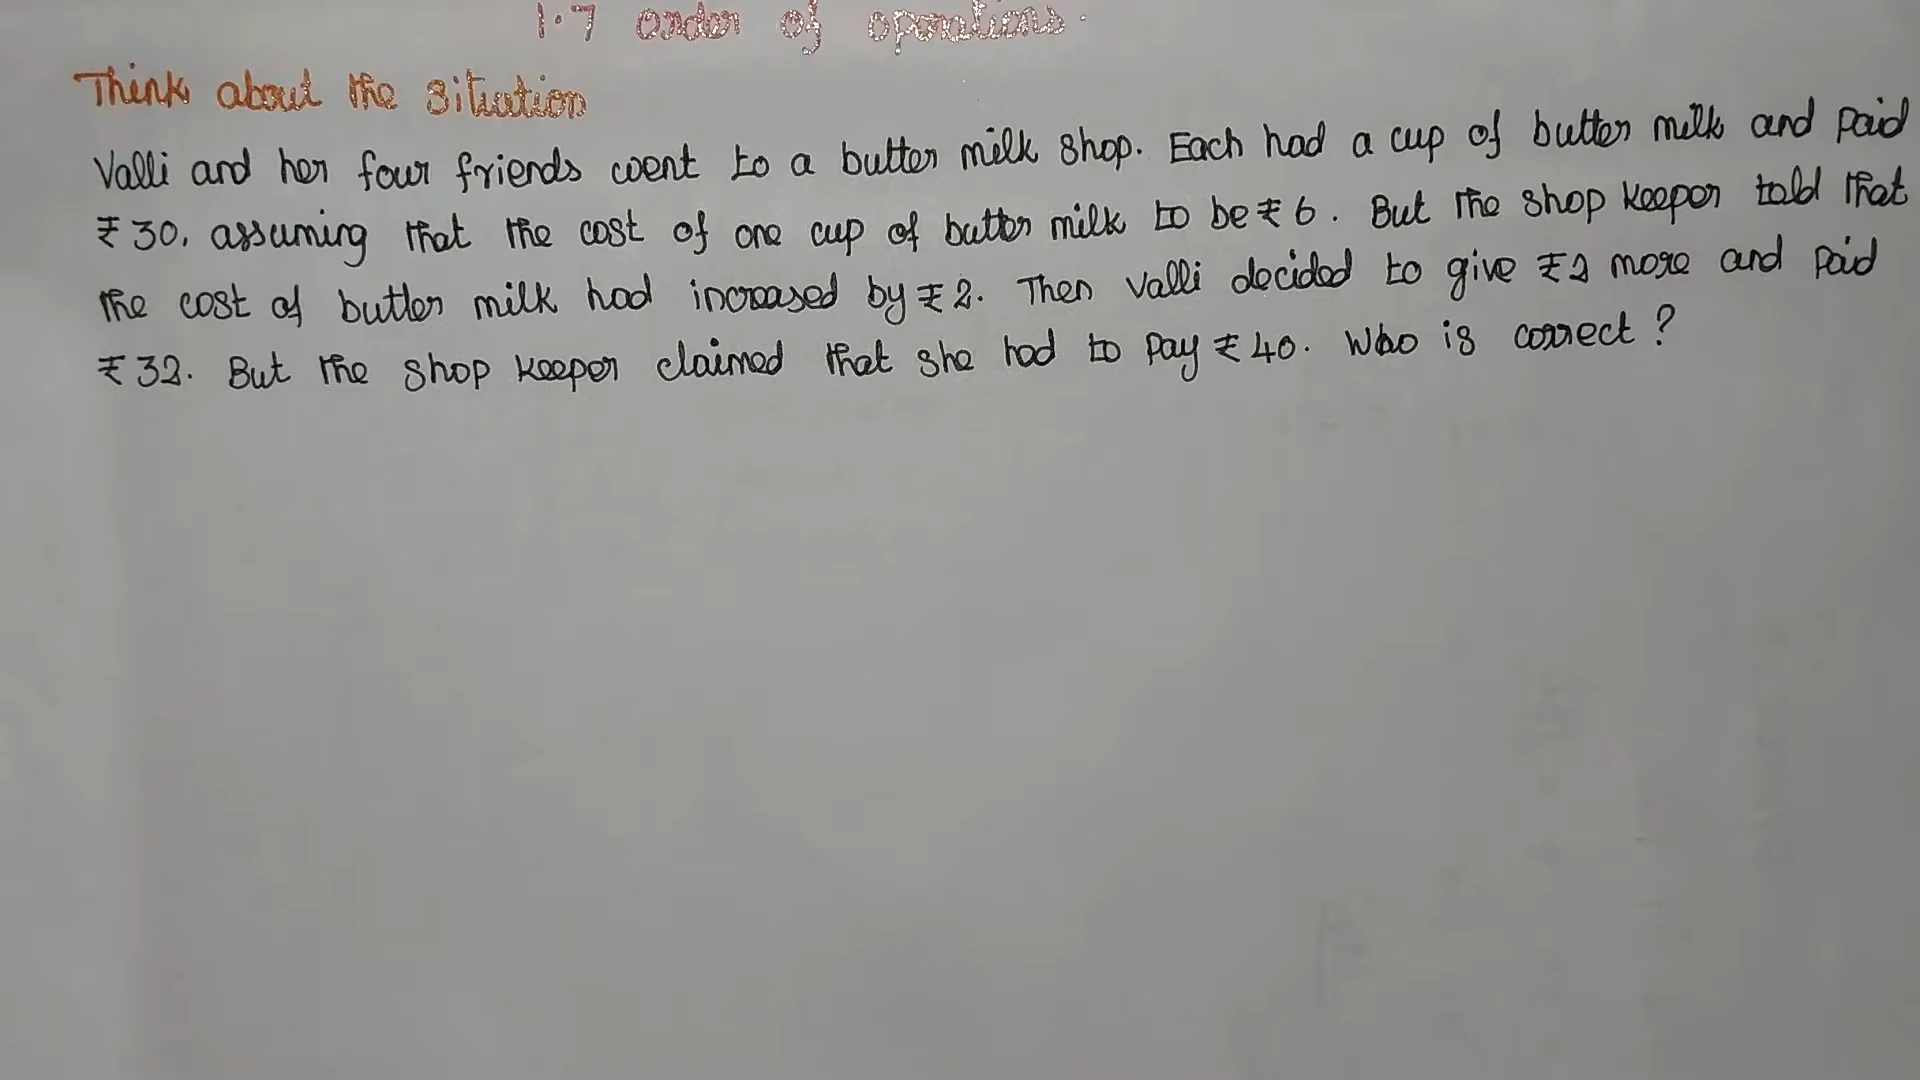 1.7 order of operations.
Think about the situation
Valli and her four friends went to a butter milk shop. Each had a cup of butter milk and paid
₹30, assuming that the cost of one cup of butter milk to be ₹6. But the shop keeper told that
the cost of butter milk had increased by ₹2. Then Valli decided to give ₹2 more and paid
₹32. But the shop keeper claimed that she had to pay ₹40. Who is correct?